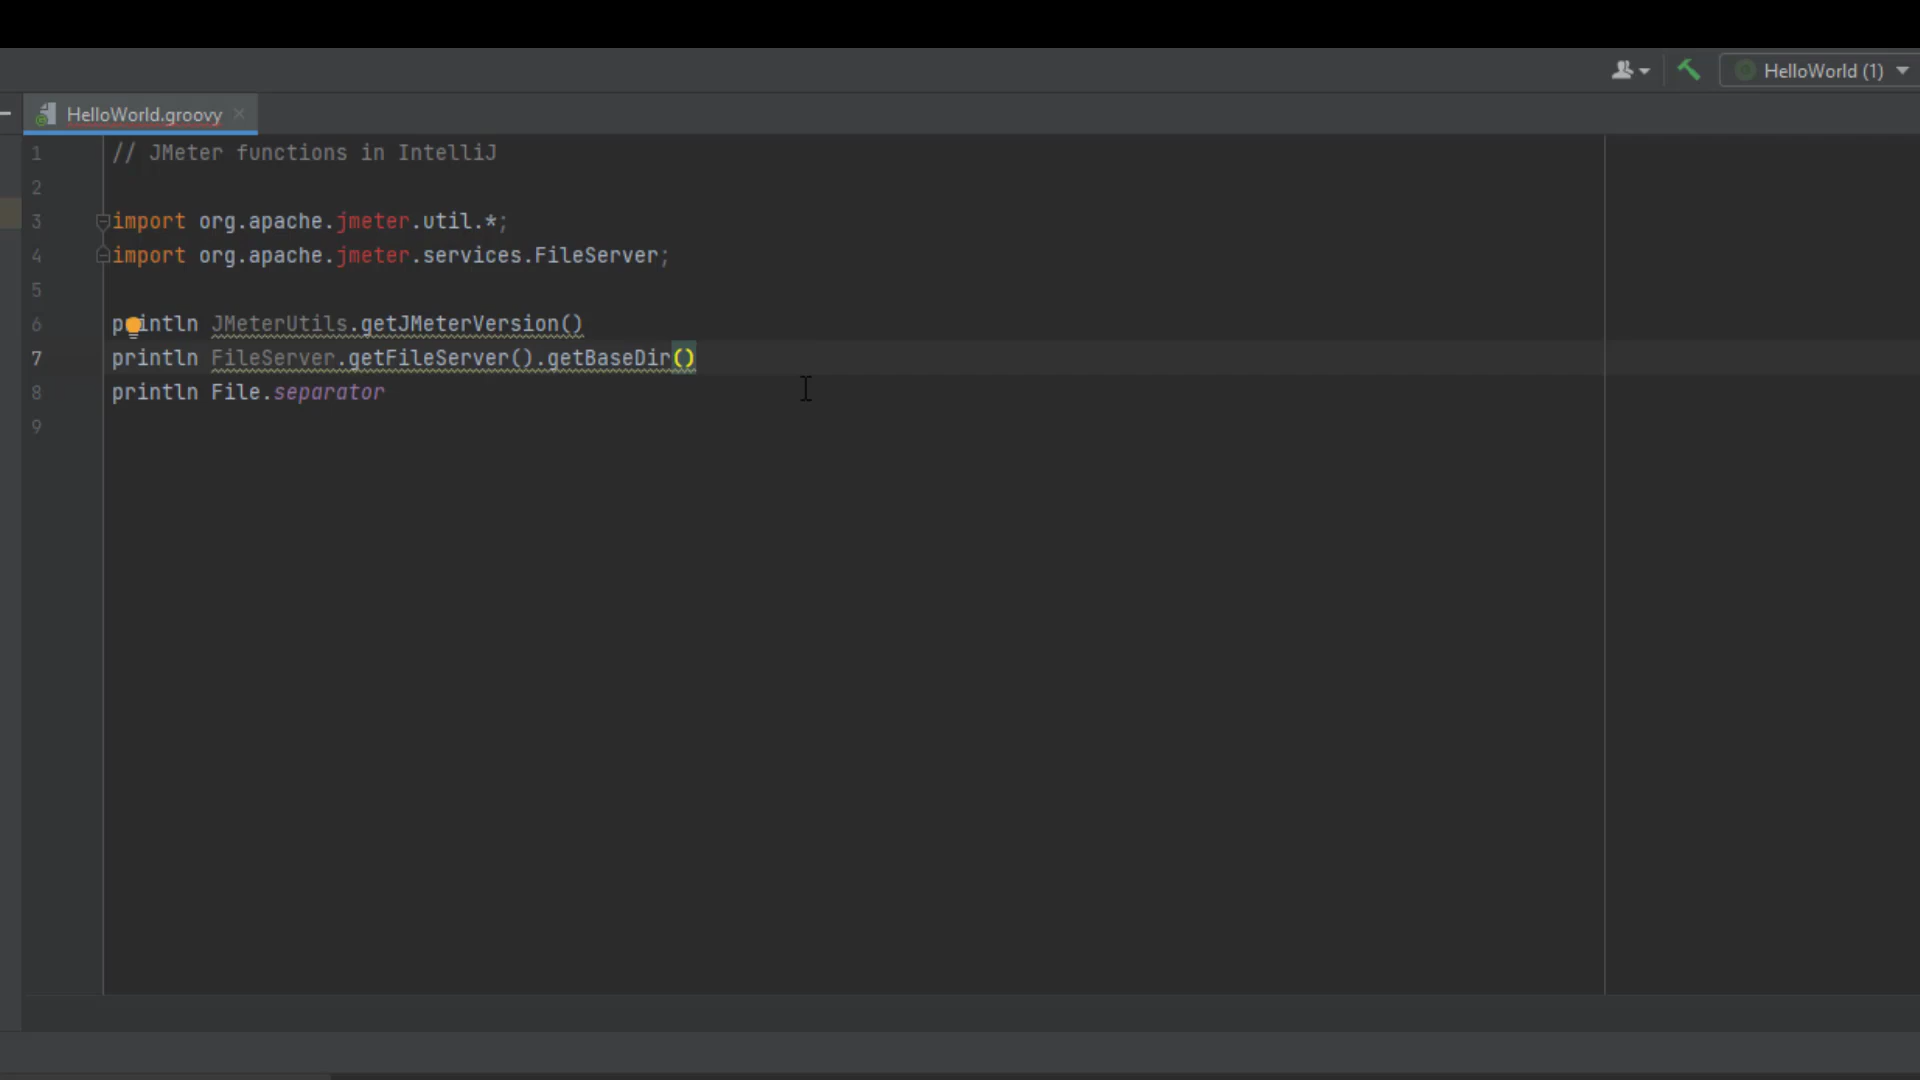 HelloWorld (1)
HelloWorld.groovy
1 // JMeter functions in IntelliJ
2
3 import org.apache.jmeter.util.*;
4 import org.apache.jmeter.services.FileServer;
5
6 println JMeterUtils.getJMeterVersion()
7 println FileServer.getFileServer().getBaseDir()
8 println File.separator
9